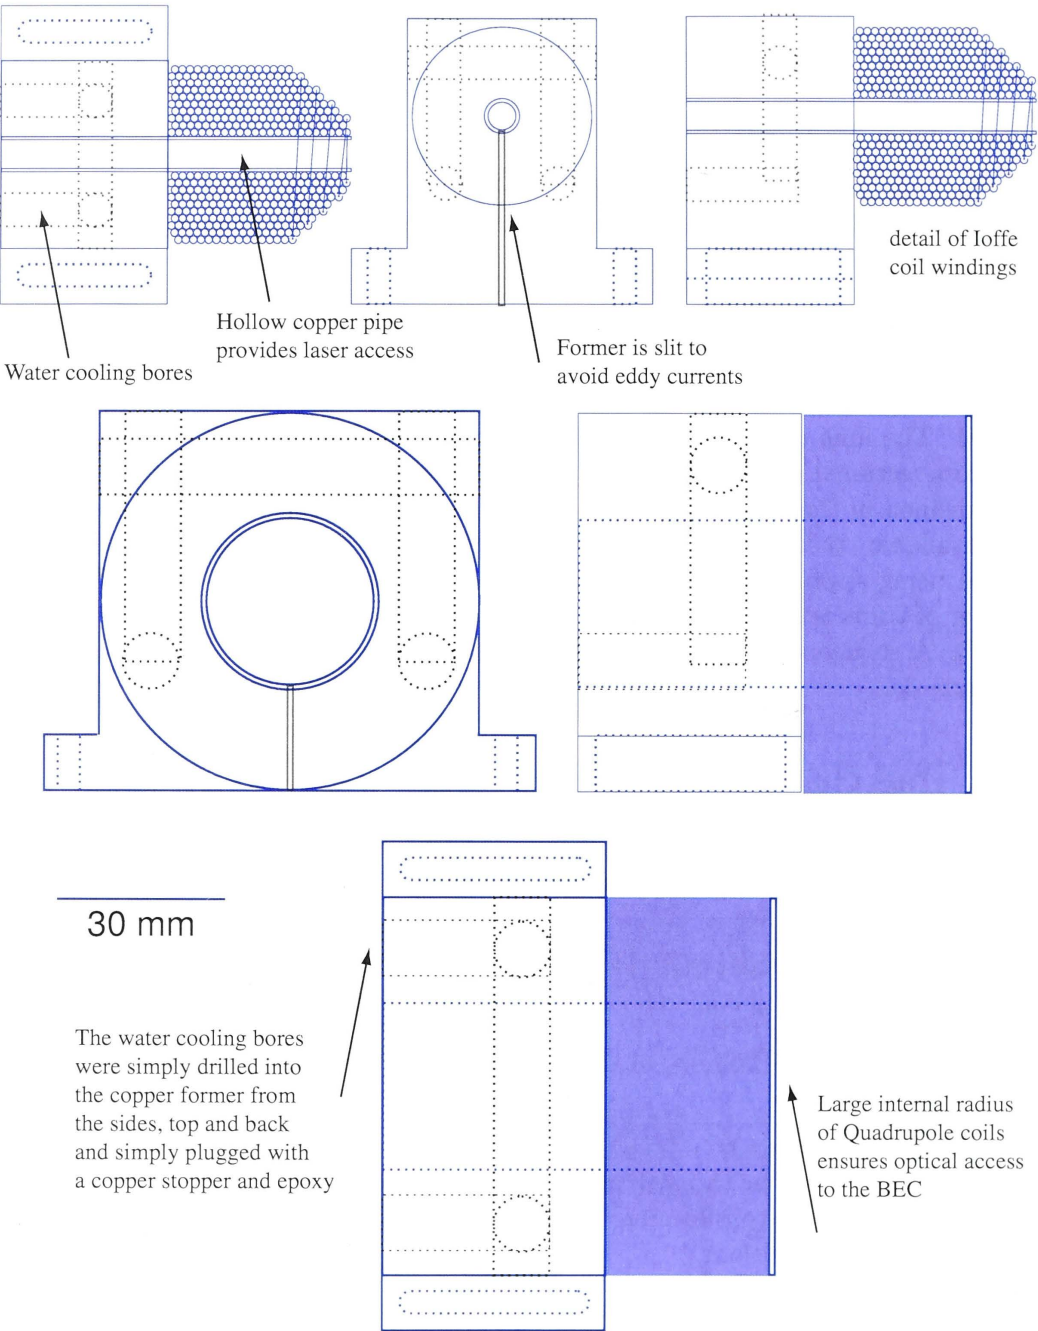 detail of Ioffe
coil windings
Hollow copper pipe
provides laser access
Water cooling bores
Former is slit to
avoid eddy currents
30 mm
The water cooling bores
were simply drilled into
the copper former from
the sides, top and back
and simply plugged with
a copper stopper and epoxy
Large internal radius
of Quadrupole coils
ensures optical access
to the BEC